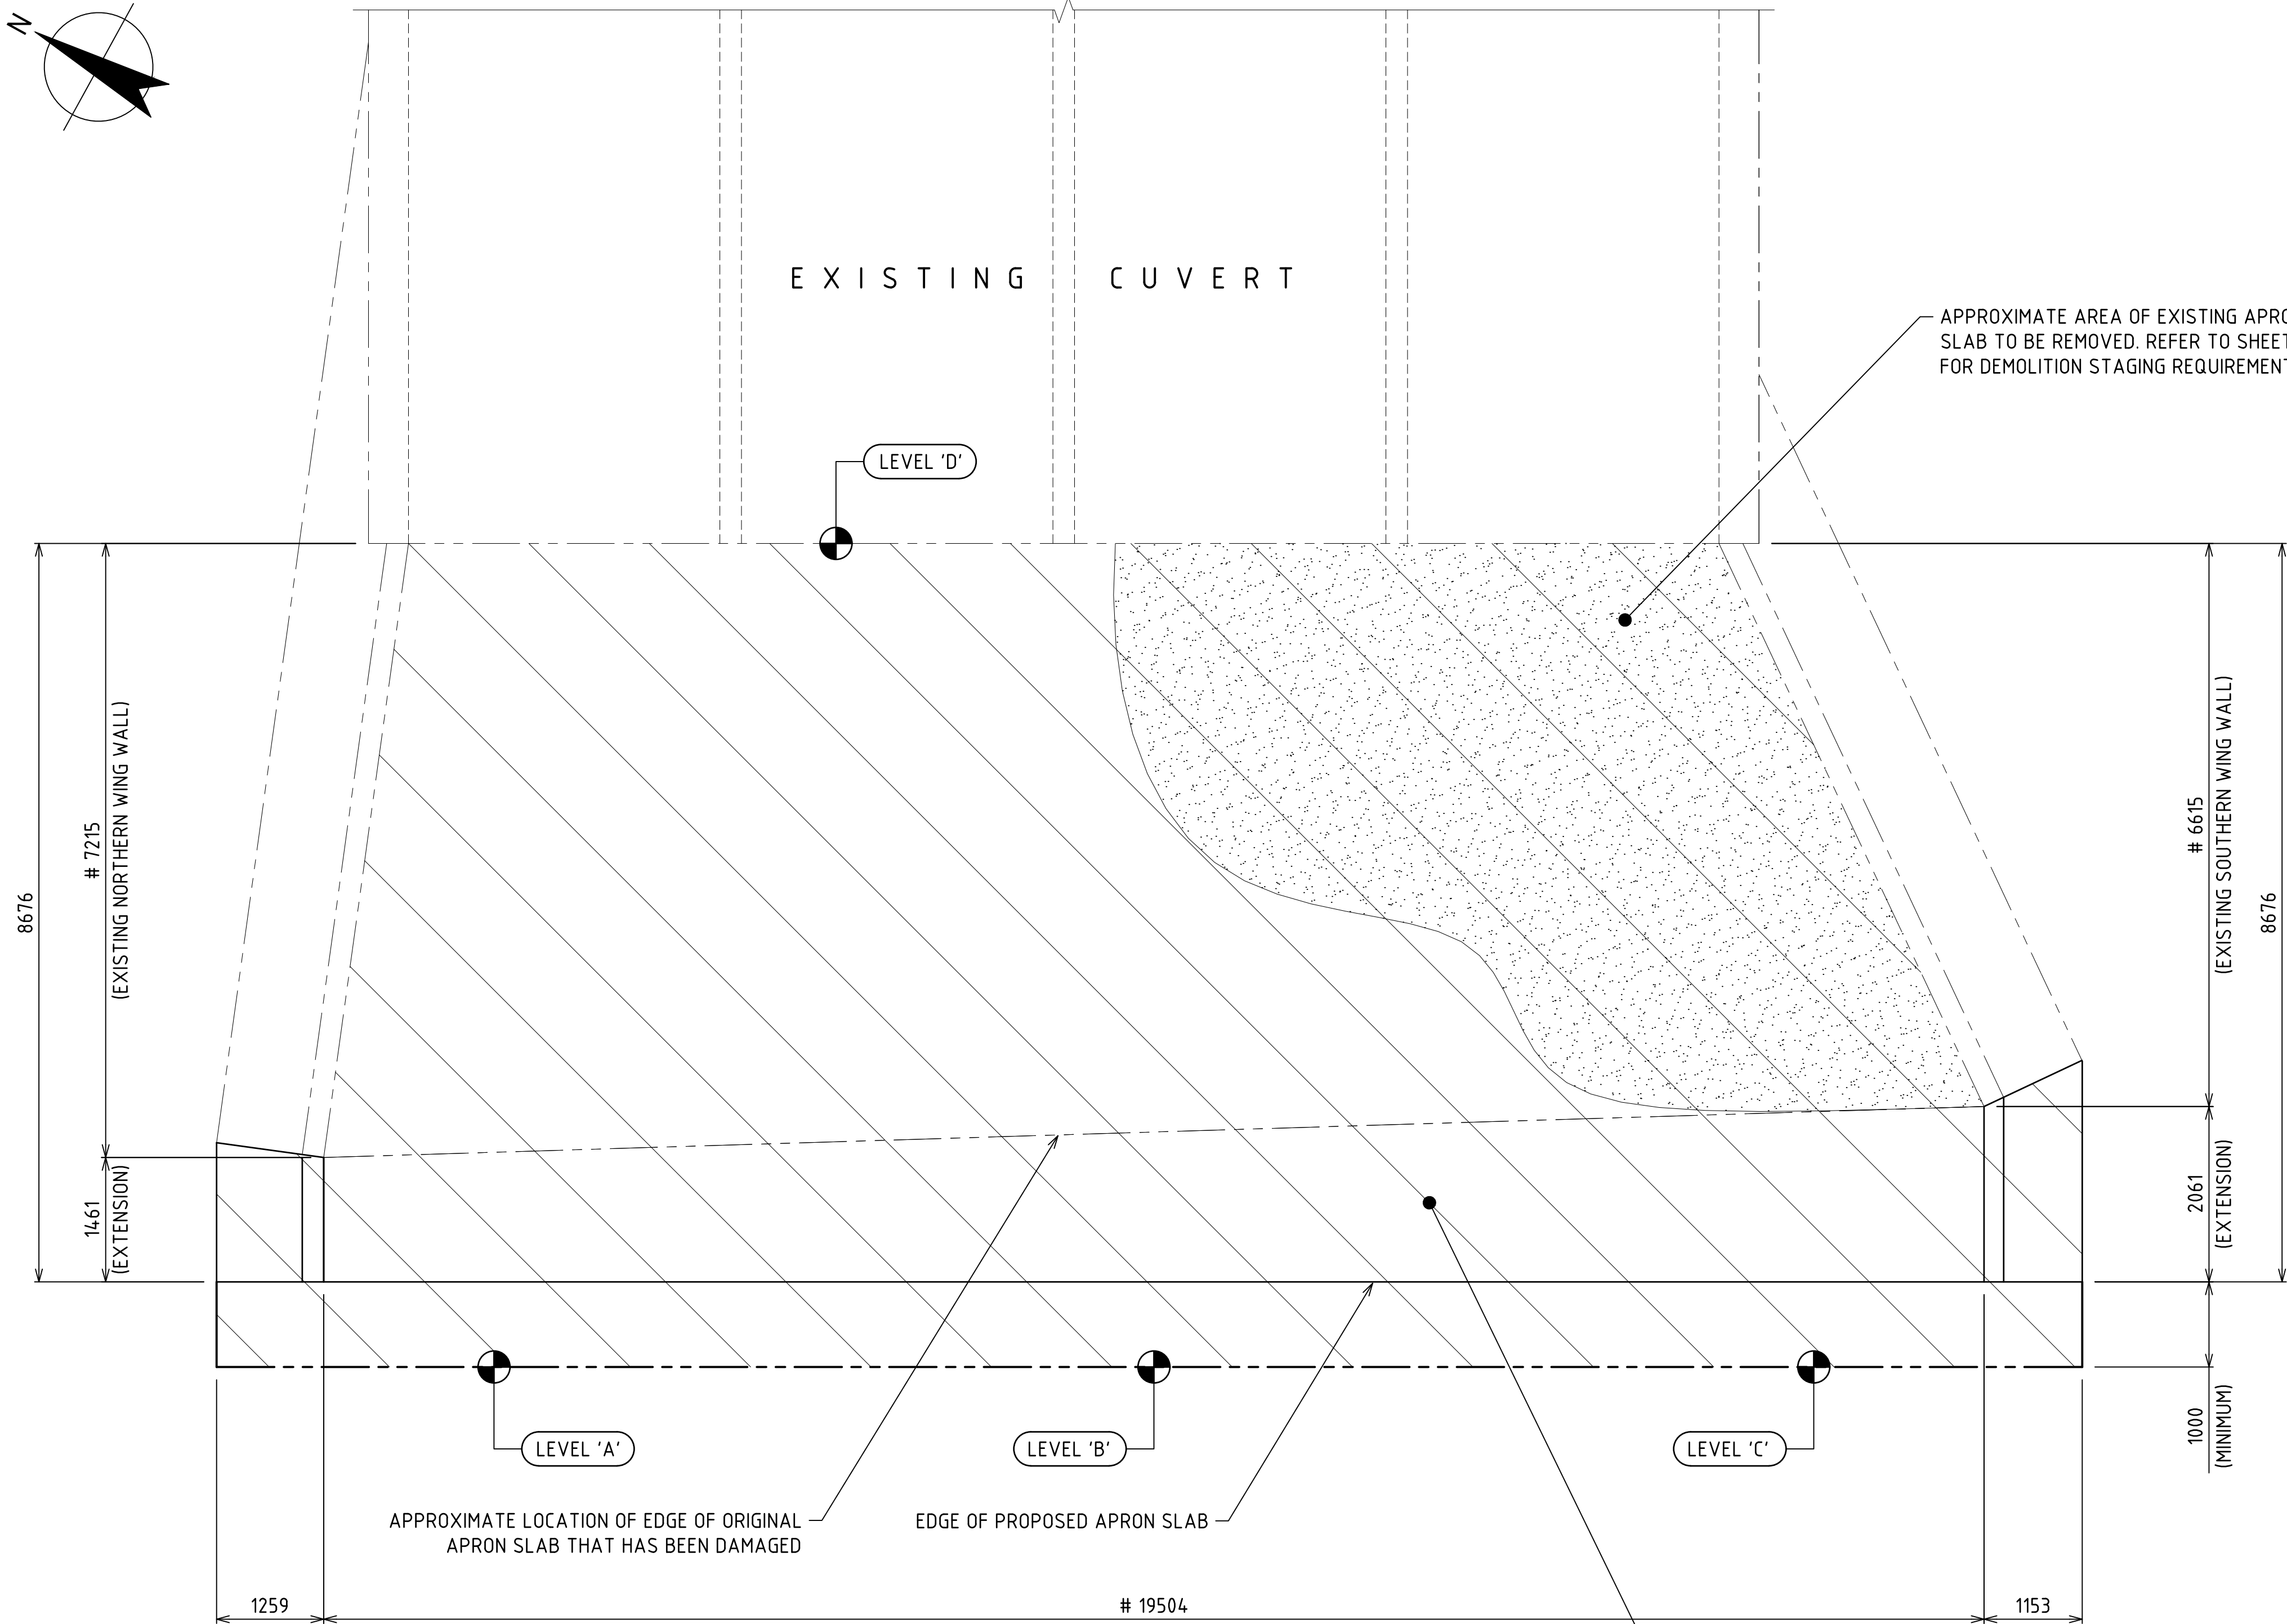 N
EXISTING CUVERT
APPROXIMATE AREA OF EXISTING APRO
SLAB TO BE REMOVED. REFER TO SHEET
FOR DEMOLITION STAGING REQUIREMENT
LEVEL 'D'
8676
# 7215
(EXISTING NORTHERN WING WALL)
1461
(EXTENSION)
# 6615
(EXISTING SOUTHERN WING WALL)
8676
2061
(EXTENSION)
1000
(MINIMUM)
LEVEL 'A'
LEVEL 'B'
LEVEL 'C'
APPROXIMATE LOCATION OF EDGE OF ORIGINAL
APRON SLAB THAT HAS BEEN DAMAGED
EDGE OF PROPOSED APRON SLAB
1259
# 19504
1153